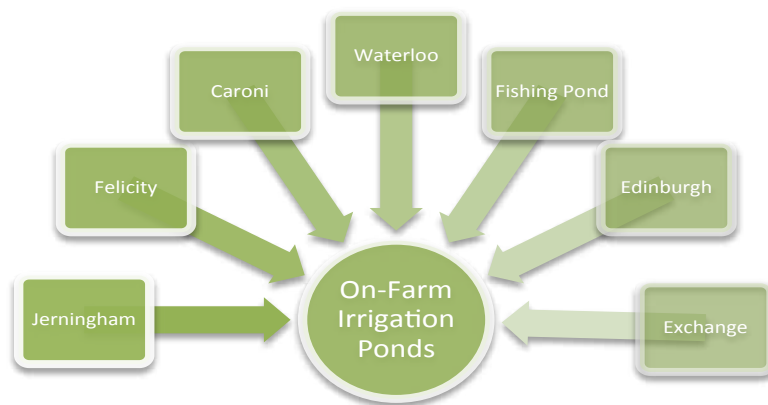 Waterloo
Caroni
Fishing Pond
Felicity
Edinburgh
Jerningham
On-Farm
Irrigation
Ponds
Exchange